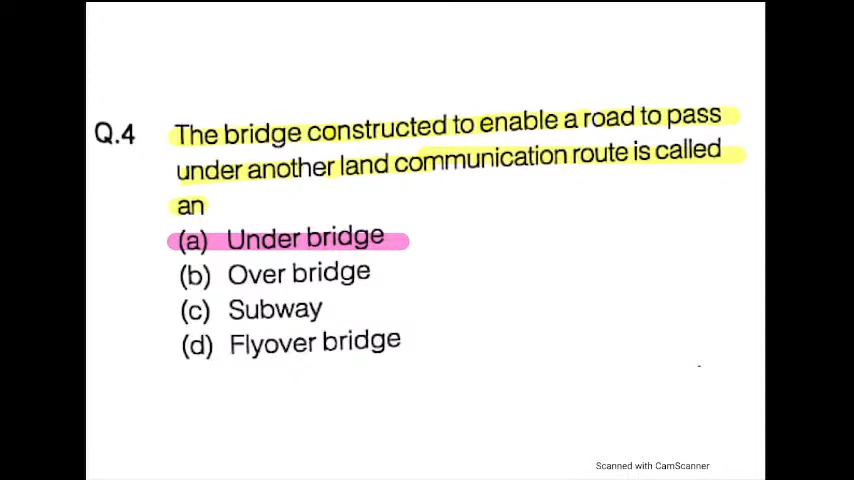 Q.4 The bridge constructed to enable a road to pass
under another land communication route is called
an
(a) Under bridge
(b) Over bridge
(c) Subway
(d) Flyover bridge
Scanned with CamScanner